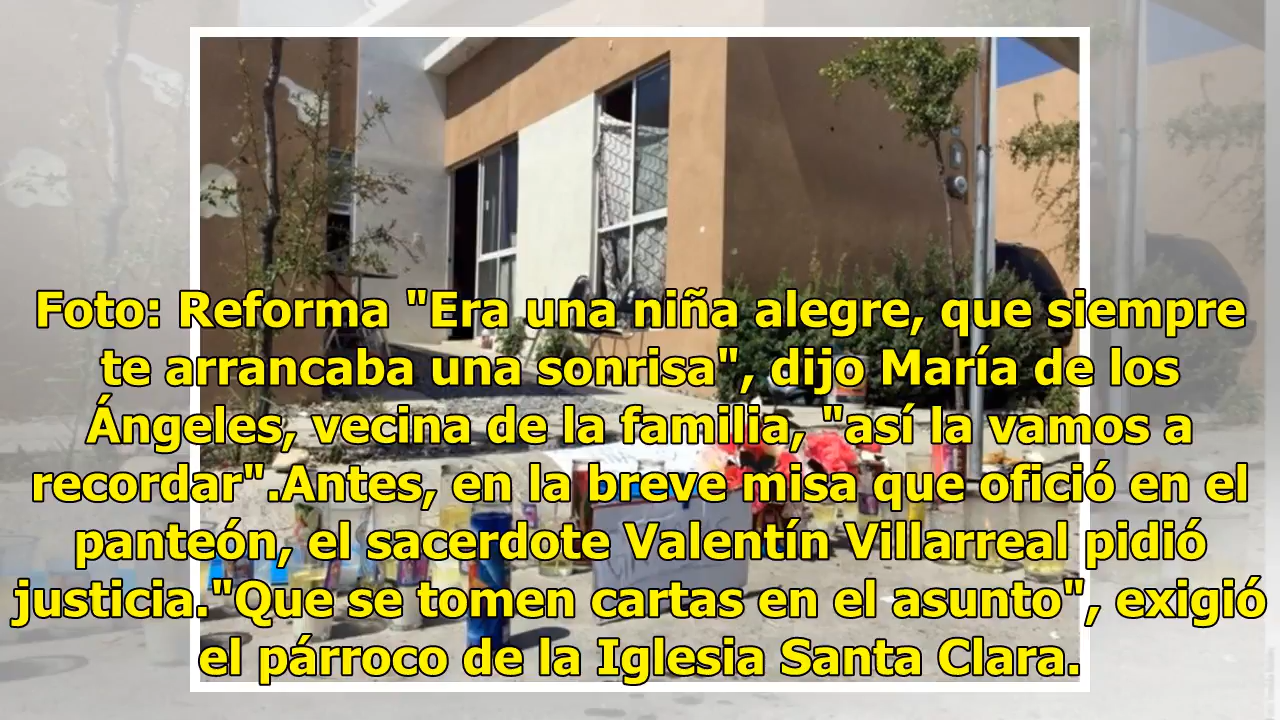 Foto: Reforma "Era una niña alegre, que siempre
te arrancaba una sonrisa", dijo María de los
Ángeles, vecina de la familia, "así la vamos a
recordar".Antes, en la breve misa que ofició en el
panteón, el sacerdote Valentín Villarreal pidió
justicia."Que se tomen cartas en el asunto", exigió
el párroco de la Iglesia Santa Clara.